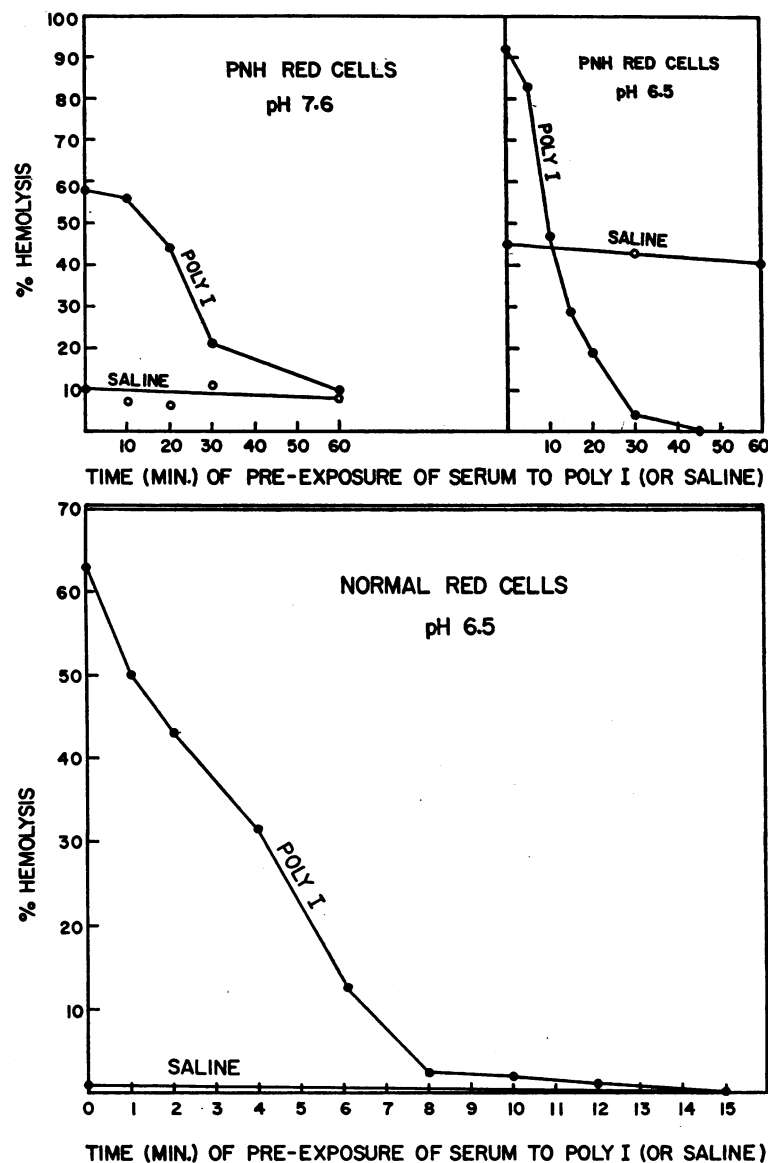 100
90
80
70
60
50
40
30
20
10
% HEMOLYSIS
PNH RED CELLS
pH 7.6
POLY I
SALINE
10 20 30 40 50 60
PNH RED CELLS
pH 6.5
POLY I
SALINE
10 20 30 40 50 60
TIME (MIN.) OF PRE-EXPOSURE OF SERUM TO POLY I (OR SALINE)
70
60
50
40
30
20
10
% HEMOLYSIS
NORMAL RED CELLS
pH 6.5
POLY I
SALINE
0 1 2 3 4 5 6 7 8 9 10 11 12 13 14 15
TIME (MIN.) OF PRE-EXPOSURE OF SERUM TO POLY I (OR SALINE)